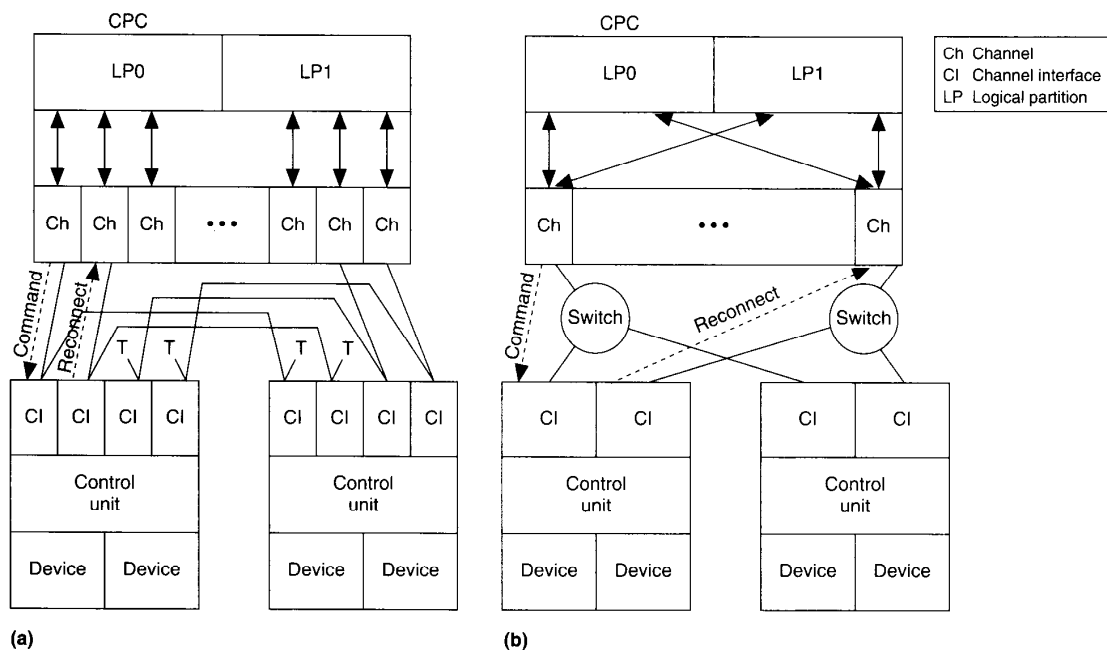 CPC
LP0 LP1
Ch Ch Ch ••• Ch Ch Ch
Command
Reconnect
T T T T
CI CI CI CI
Control
unit
Device Device
CI CI CI CI
Control
unit
Device Device
(a)
CPC
LP0 LP1
Ch ••• Ch
Command
Switch
Reconnect
Switch
CI CI
Control
unit
Device Device
CI CI
Control
unit
Device Device
(b)
Ch Channel
CI Channel interface
LP Logical partition